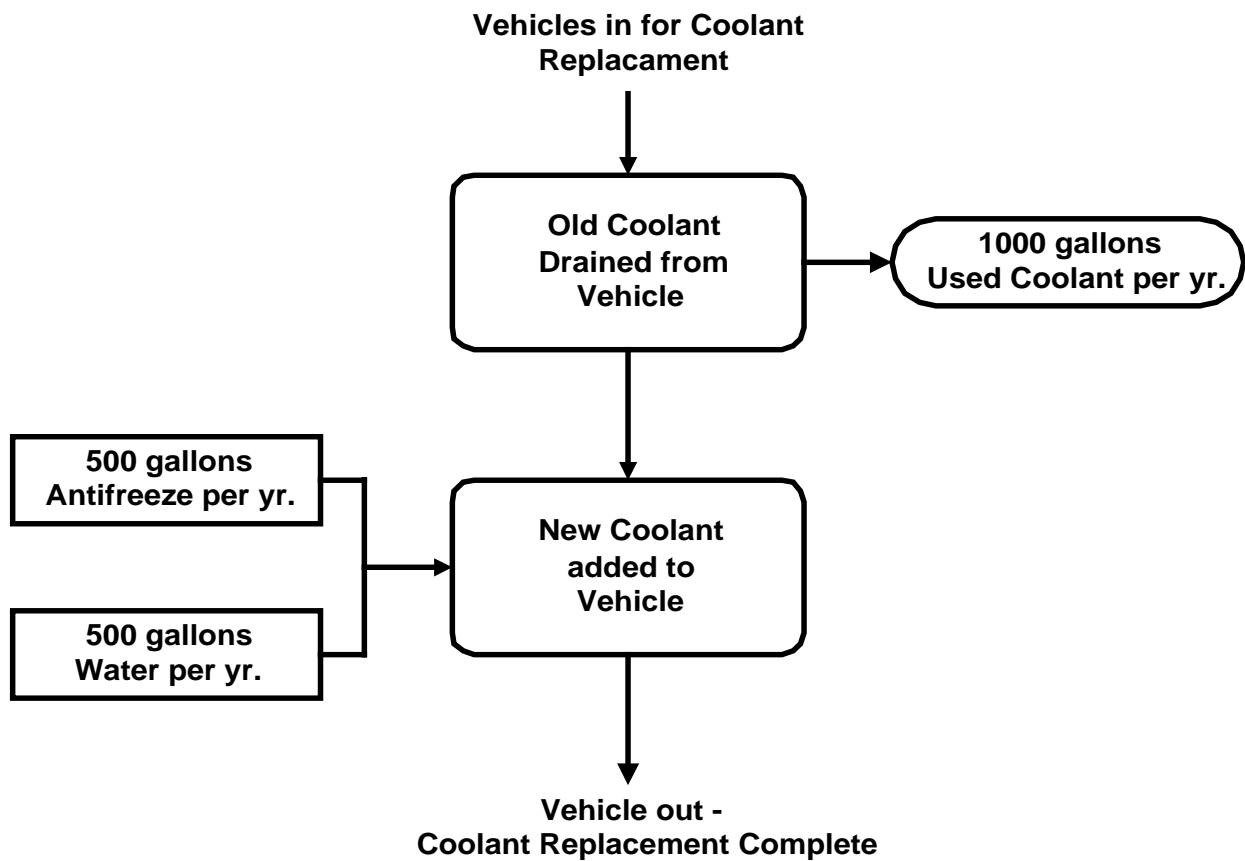 Vehicles in for Coolant
Replacament
Old Coolant
Drained from
Vehicle
1000 gallons
Used Coolant per yr.
500 gallons
Antifreeze per yr.
New Coolant
added to
Vehicle
500 gallons
Water per yr.
Vehicle out -
Coolant Replacement Complete